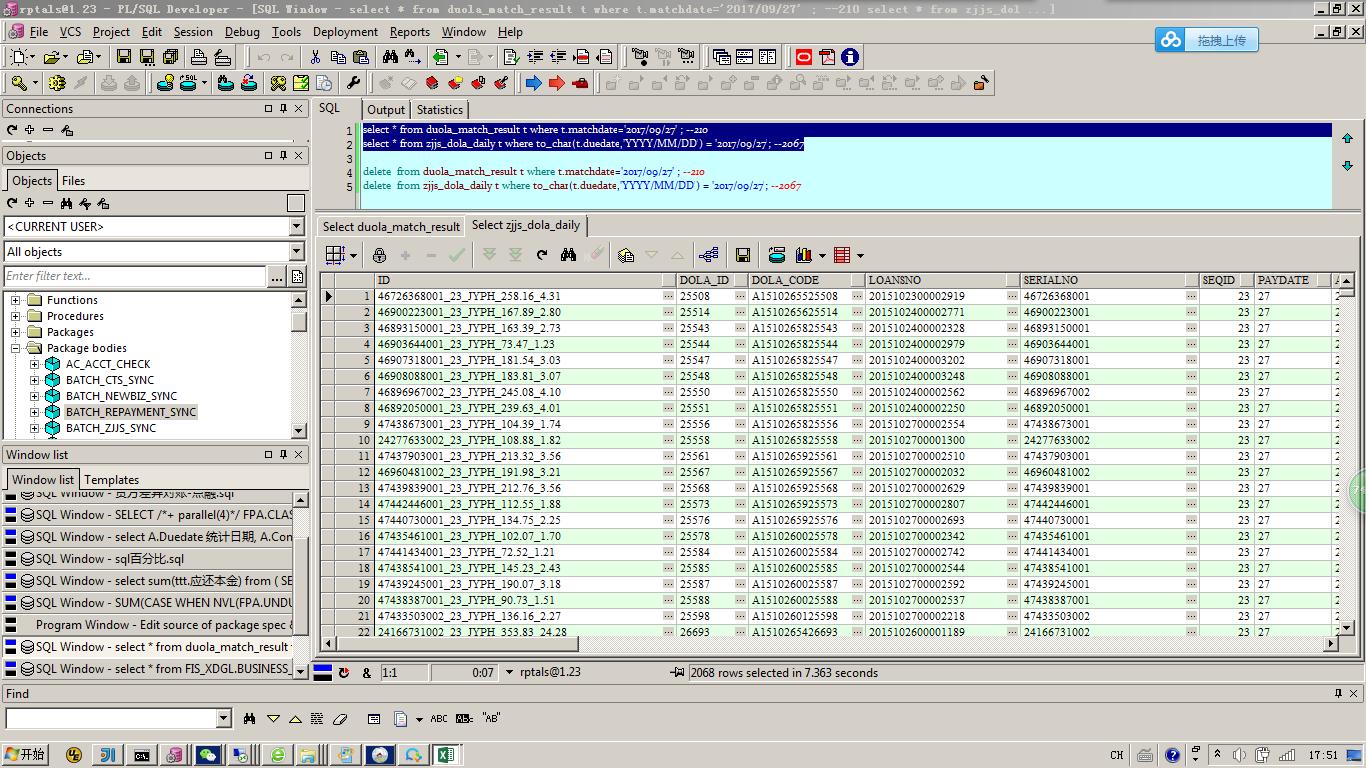 rptals@1.23 - PL/SQL Developer - [SQL Window - select * from duola_match_result t where t.matchdate='2017/09/27' ; --210 select * from zjjs_dol ...]
File VCS Project Edit Session Debug Tools Deployment Reports Window Help
拖拽上传
Connections
SQL Output Statistics
1 select * from duola_match_result t where t.matchdate='2017/09/27' ; --210
2 select * from zjjs_dola_daily t where to_char(t.duedate,'YYYY/MM/DD') = '2017/09/27'; --2067
3
4 delete from duola_match_result t where t.matchdate='2017/09/27' ; --210
5 delete from zjjs_dola_daily t where to_char(t.duedate,'YYYY/MM/DD') = '2017/09/27'; --2067
Objects
Objects Files
<CURRENT USER>
All objects
Enter filter text...
Functions
Procedures
Packages
Package bodies
AC_ACCT_CHECK
BATCH_CTS_SYNC
BATCH_NEWBIZ_SYNC
BATCH_REPAYMENT_SYNC
BATCH_ZJJS_SYNC
Window list
Window list Templates
SQL Window - SELECT /*+ parallel(4)*/ FPA.CLAS
SQL Window - select A.Duedate 统计日期, A.Con
SQL Window - sql百分比.sql
SQL Window - select sum(ttt.应还本金) from ( SE
SQL Window - SUM(CASE WHEN NVL(FPA.UNDU
Program Window - Edit source of package spec &
SQL Window - select * from duola_match_result t
SQL Window - select * from FIS_XDGL.BUSINESS_
Select duola_match_result Select zjjs_dola_daily
ID DOLA_ID DOLA_CODE LOANSNO SERIALNO SEQID PAYDATE
1 46726368001_23_JYPH_258.16_4.31 25508 A1510265525508 2015102300002919 46726368001 23 27
2 46900223001_23_JYPH_167.89_2.80 25514 A1510265625514 2015102400002771 46900223001 23 27
3 46893150001_23_JYPH_163.39_2.73 25543 A1510265825543 2015102400002328 46893150001 23 27
4 46903644001_23_JYPH_73.47_1.23 25544 A1510265825544 2015102400002979 46903644001 23 27
5 46907318001_23_JYPH_181.54_3.03 25547 A1510265825547 2015102400003202 46907318001 23 27
6 46908088001_23_JYPH_183.81_3.07 25548 A1510265825548 2015102400003248 46908088001 23 27
7 46896967002_23_JYPH_245.08_4.10 25550 A1510265825550 2015102400002562 46896967002 23 27
8 46892050001_23_JYPH_239.63_4.01 25551 A1510265825551 2015102400002250 46892050001 23 27
9 47438673001_23_JYPH_104.39_1.74 25556 A1510265825556 2015102700002554 47438673001 23 27
10 24277633002_23_JYPH_108.88_1.82 25558 A1510265825558 2015102700001300 24277633002 23 27
11 47437903001_23_JYPH_213.32_3.56 25561 A1510265925561 2015102700002510 47437903001 23 27
12 46960481002_23_JYPH_191.98_3.21 25567 A1510265925567 2015102700002032 46960481002 23 27
13 47439839001_23_JYPH_212.76_3.56 25568 A1510265925568 2015102700002629 47439839001 23 27
14 47442446001_23_JYPH_112.55_1.88 25573 A1510265925573 2015102700002807 47442446001 23 27
15 47440730001_23_JYPH_134.75_2.25 25576 A1510265925576 2015102700002693 47440730001 23 27
16 47435461001_23_JYPH_102.07_1.70 25578 A1510260025578 2015102700002342 47435461001 23 27
17 47441434001_23_JYPH_72.52_1.21 25584 A1510260025584 2015102700002742 47441434001 23 27
18 47438541001_23_JYPH_145.23_2.43 25585 A1510260025585 2015102700002544 47438541001 23 27
19 47439245001_23_JYPH_190.07_3.18 25587 A1510260025587 2015102700002592 47439245001 23 27
20 47438387001_23_JYPH_90.73_1.51 25588 A1510260025588 2015102700002537 47438387001 23 27
21 47433503002_23_JYPH_136.16_2.27 25598 A1510260125598 2015102700002218 47433503002 23 27
22 24166731002_23_JYPH_353.83_24.28 26693 A1510265426693 2015102600001189 24166731002 23 27
& 1:1 0:07 rptals@1.23 2068 rows selected in 7.363 seconds
Find
ABC ABc "AB"
开始 CH 17:51